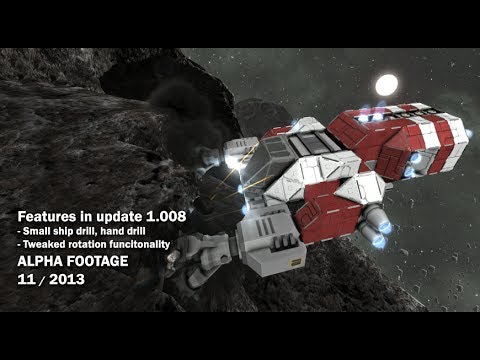 Features in update 1.008
- Small ship drill, hand drill
- Tweaked rotation funcitonality
ALPHA FOOTAGE
11 / 2013